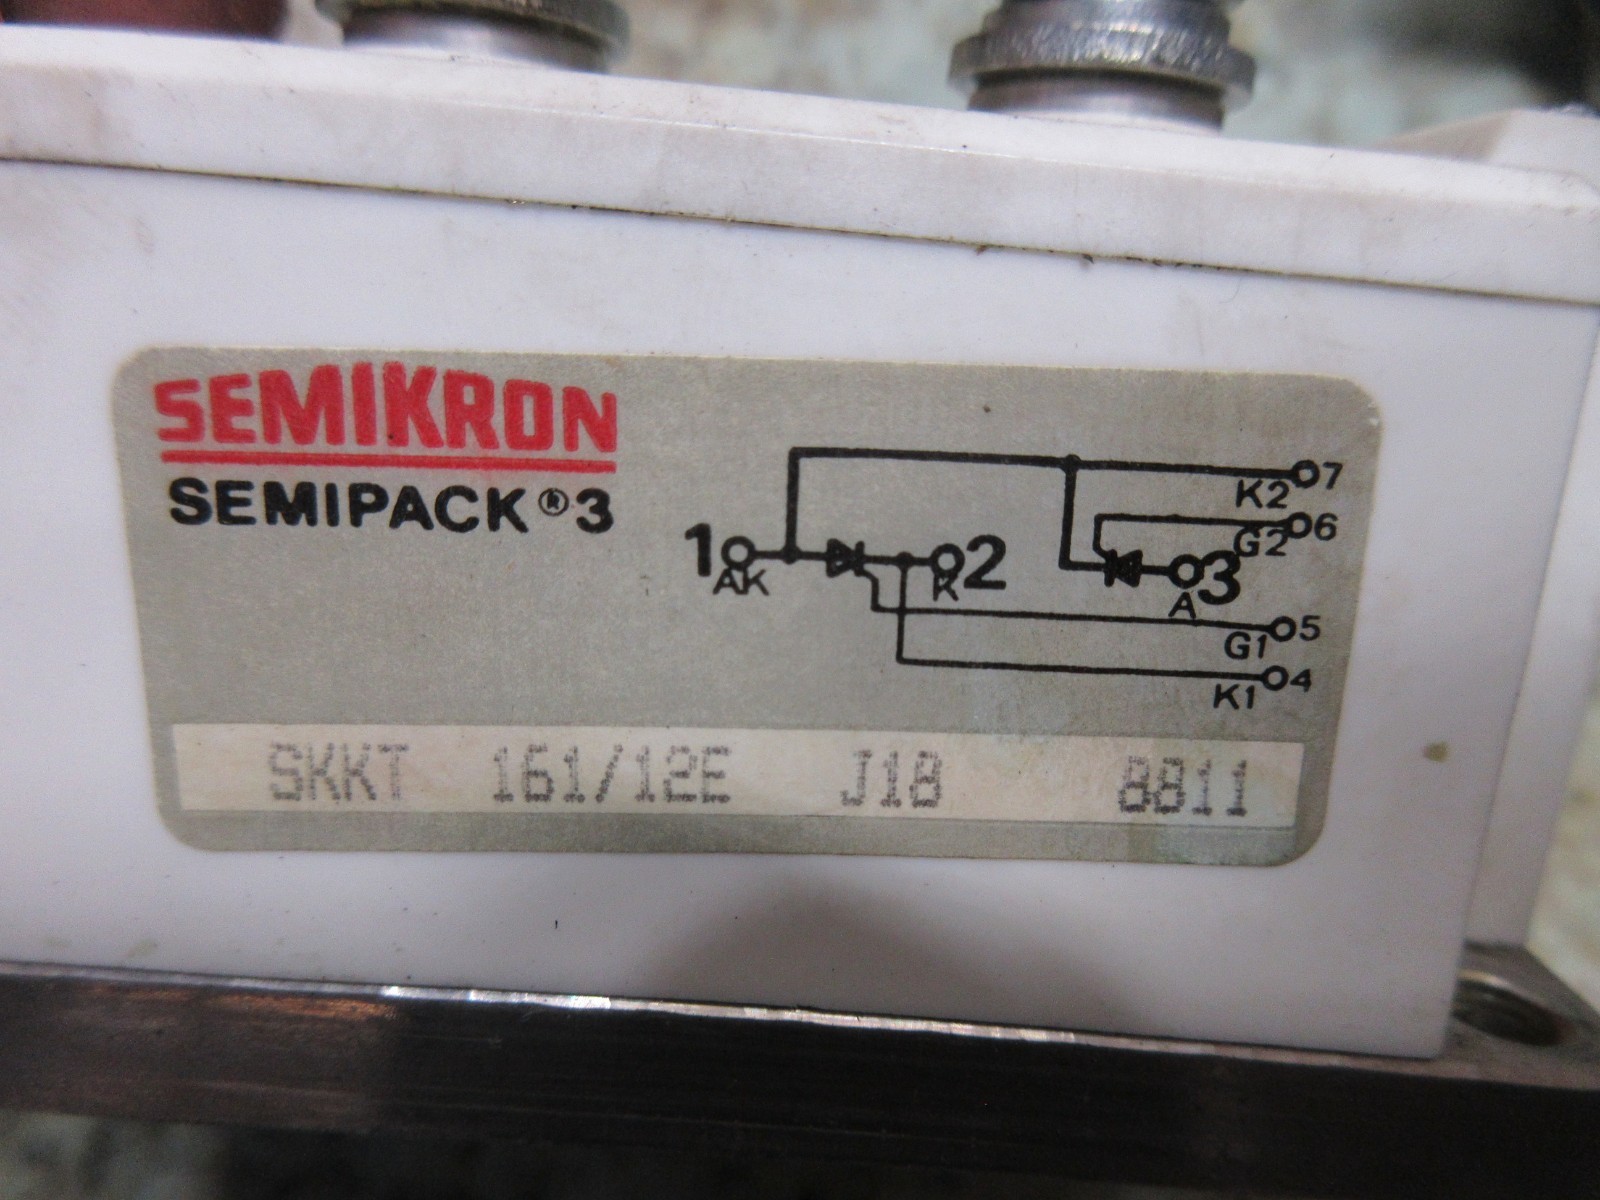 SEMIKRON
SEMIPACK®3
7
K2
6
G2
1
AK
K
2
A
3
5
G1
4
K1
SKKT 161/12E J18 8811